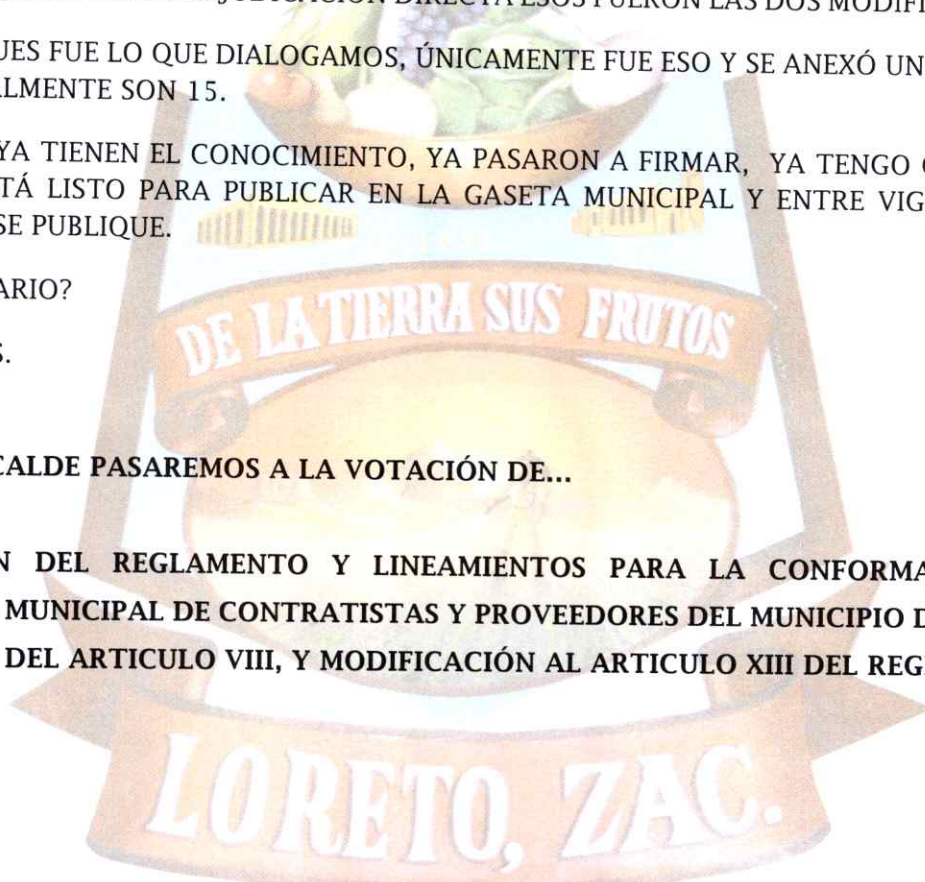 DIRECTA ESOS FUERON LAS DOS MODIFI
UES FUE LO QUE DIALOGAMOS, ÚNICAMENTE FUE ESO Y SE ANEXÓ UN
ALMENTE SON 15.
YA TIENEN EL CONOCIMIENTO, YA PASARON A FIRMAR, YA TENGO
TÁ LISTO PARA PUBLICAR EN LA GASETA MUNICIPAL Y ENTRE VIG
SE PUBLIQUE.
ARIO?
S.
DE LA TIERRA SUS FRUTOS
CALDE PASAREMOS A LA VOTACIÓN DE...
N DEL REGLAMENTO Y LINEAMIENTOS PARA LA CONFORMA
MUNICIPAL DE CONTRATISTAS Y PROVEEDORES DEL MUNICIPIO D
DEL ARTICULO VIII, Y MODIFICACIÓN AL ARTICULO XIII DEL REG
LORETO, ZAC.